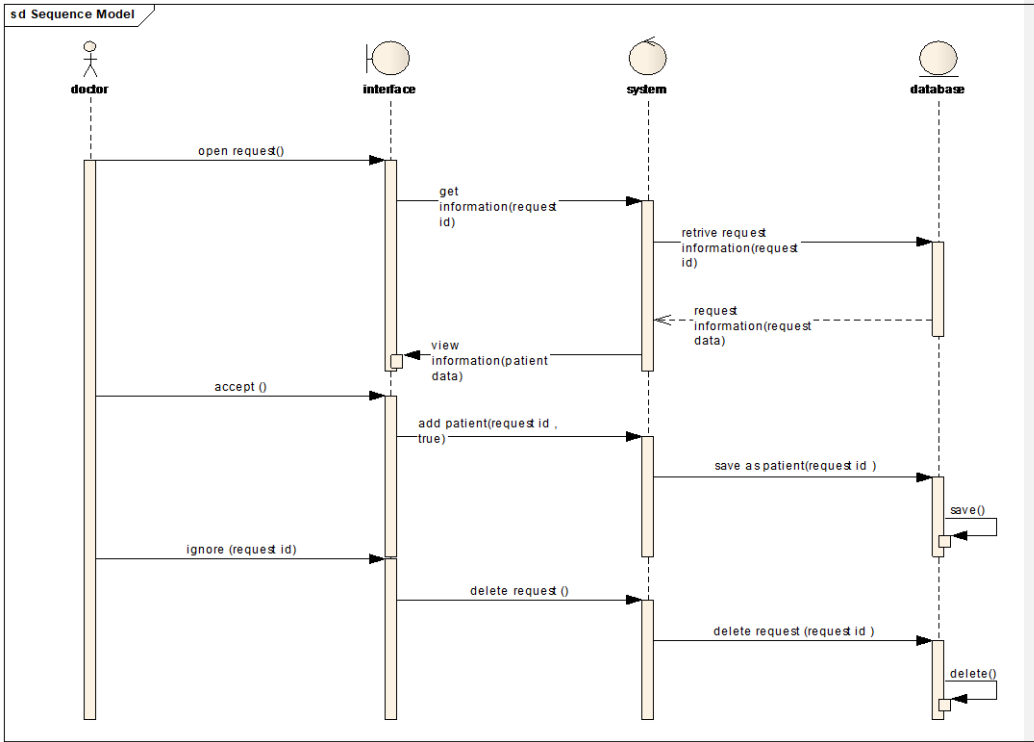 sd Sequence Model
doctor
interface
system
database
open request()
get
information(request
id)
retrive request
information(request
id)
request
information(request
data)
view
information(patient
data)
accept ()
add patient(request id ,
true)
save as patient(request id )
save()
ignore (request id)
delete request ()
delete request (request id )
delete()